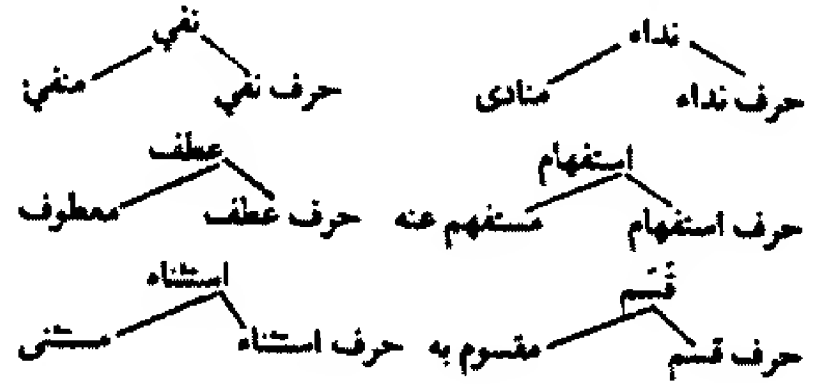 نداء نفي
حرف نداء منادى حرف نفي منفيّ
استفهام عطف
حرف استفهام مستفهم عنه حرف عطف معطوف
قَسَم استثناء
حرف قسم مقسوم به حرف استثناء مستثنى